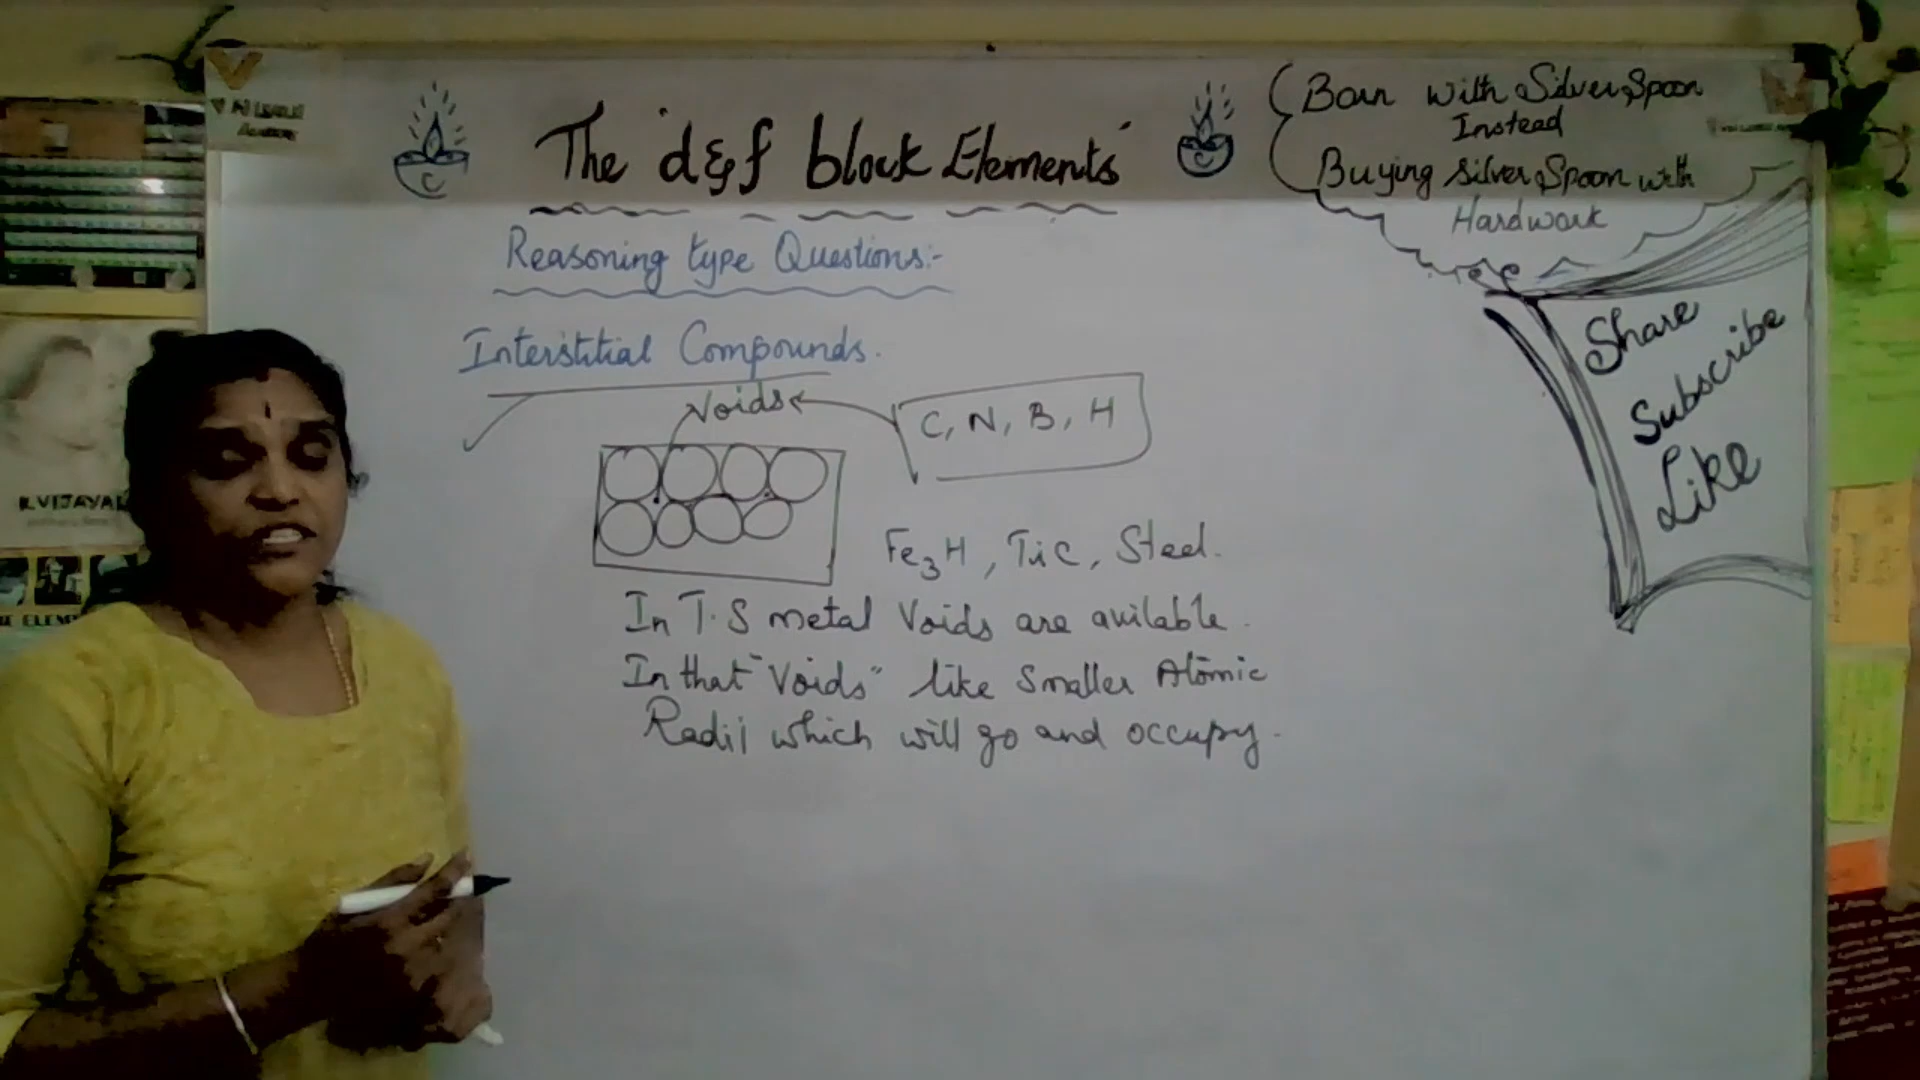 The "d&f block Elements"
Born with Silver Spoon
Instead
Buying Silver Spoon with
Hardwork
Reasoning type Questions:-
Interstitial Compounds.
Voids
C, N, B, H
Fe3H, TiC, Steel.
In T.S metal Voids are avilable.
In that "Voids" like Smaller Atomic
Radii which will go and occupy.
Share
Subscribe
Like